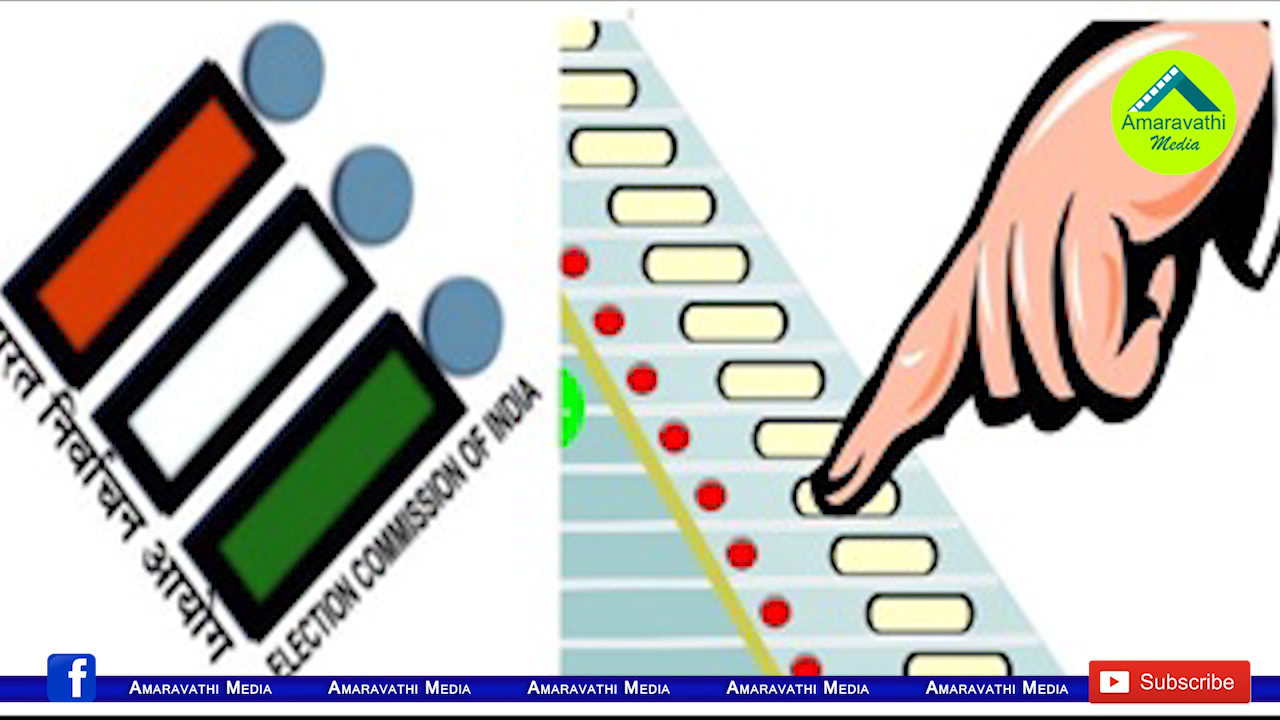 Amaravathi
Media
भारत निर्वाचन आयोग
ELECTION COMMISSION OF INDIA
f
Amaravathi Media
Amaravathi Media
Amaravathi Media
Amaravathi Media
Amaravathi Media
Subscribe